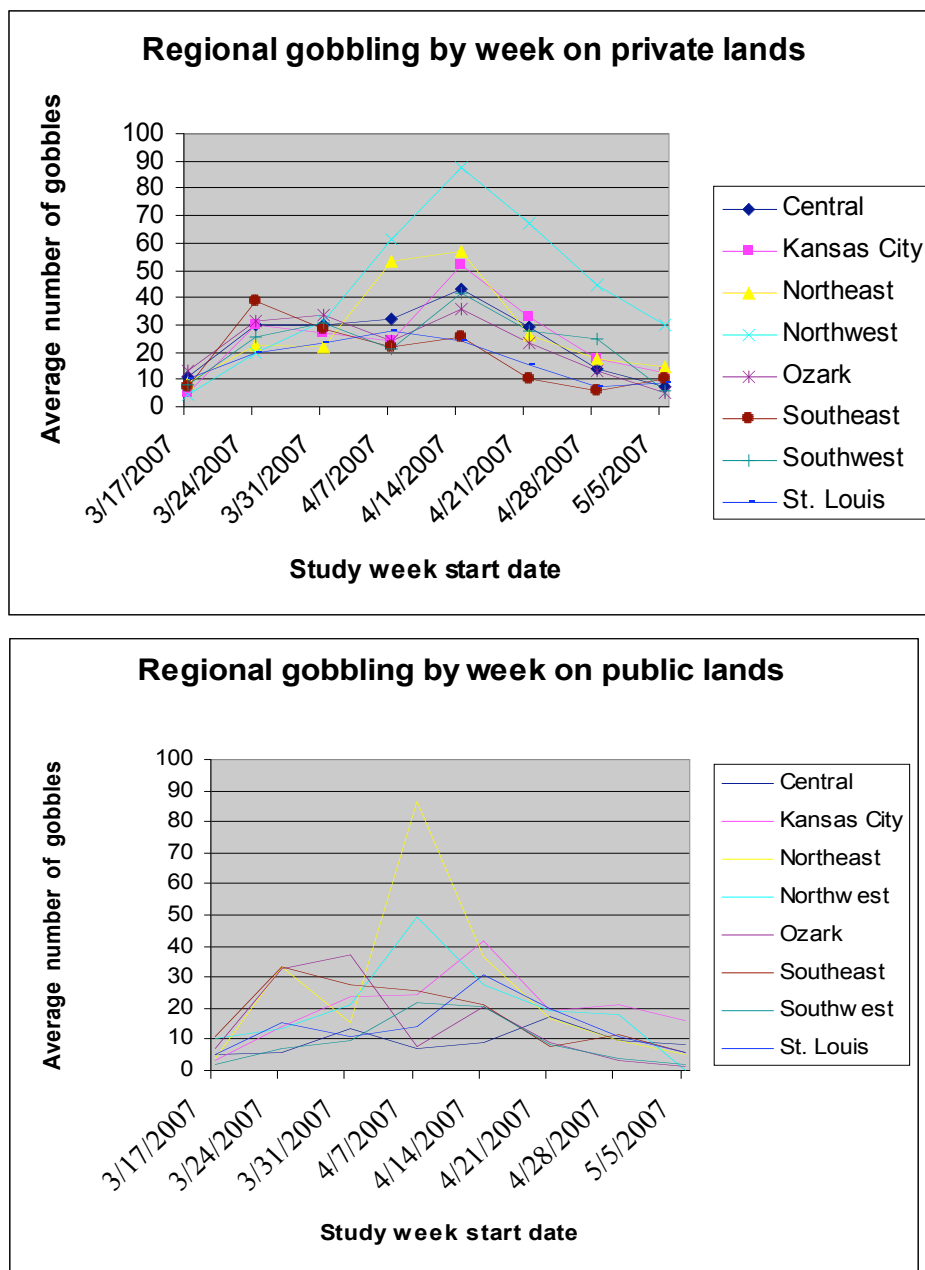 Regional gobbling by week on private lands
Average number of gobbles
100
90
80
70
60
50
40
30
20
10
0
3/17/2007
3/24/2007
3/31/2007
4/7/2007
4/14/2007
4/21/2007
4/28/2007
5/5/2007
Study week start date
Central
Kansas City
Northeast
Northwest
Ozark
Southeast
Southwest
St. Louis
Regional gobbling by week on public lands
Average number of gobbles
100
90
80
70
60
50
40
30
20
10
0
3/17/2007
3/24/2007
3/31/2007
4/7/2007
4/14/2007
4/21/2007
4/28/2007
5/5/2007
Study week start date
Central
Kansas City
Northeast
Northwest
Ozark
Southeast
Southwest
St. Louis